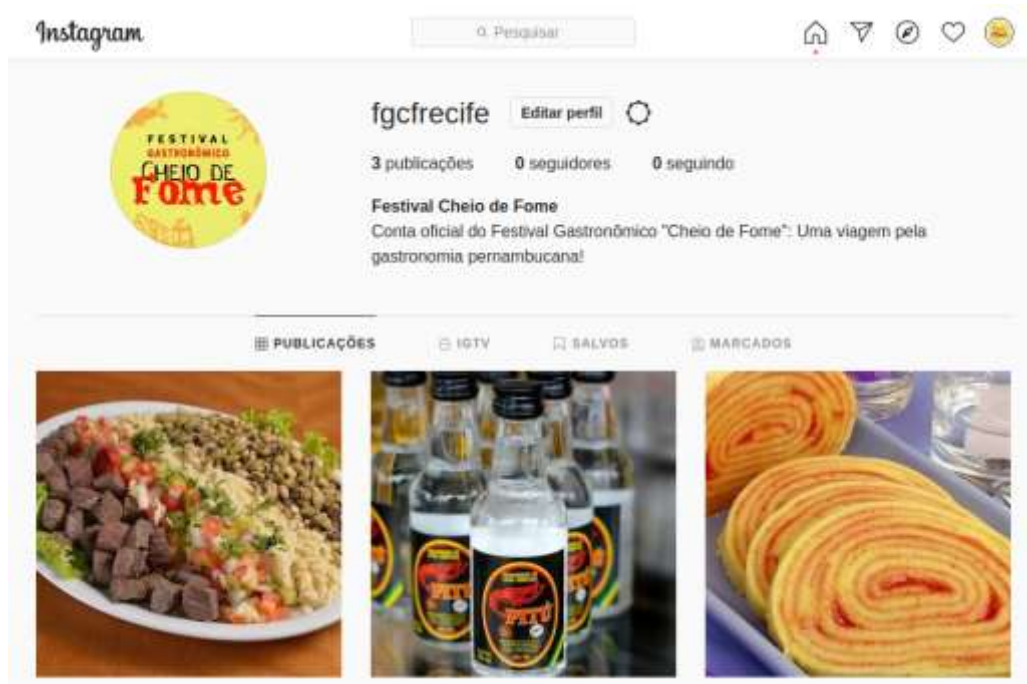 Instagram
Pesquisar
FESTIVAL
GASTRONÔMICO
CHEIO DE
Fome
fgcfrecife Editar perfil
3 publicações 0 seguidores 0 seguindo
Festival Cheio de Fome
Conta oficial do Festival Gastronômico "Cheio de Fome": Uma viagem pela
gastronomia pernambucana!
PUBLICAÇÕES IGTV SALVOS MARCADOS
PITÚ
PITÚ